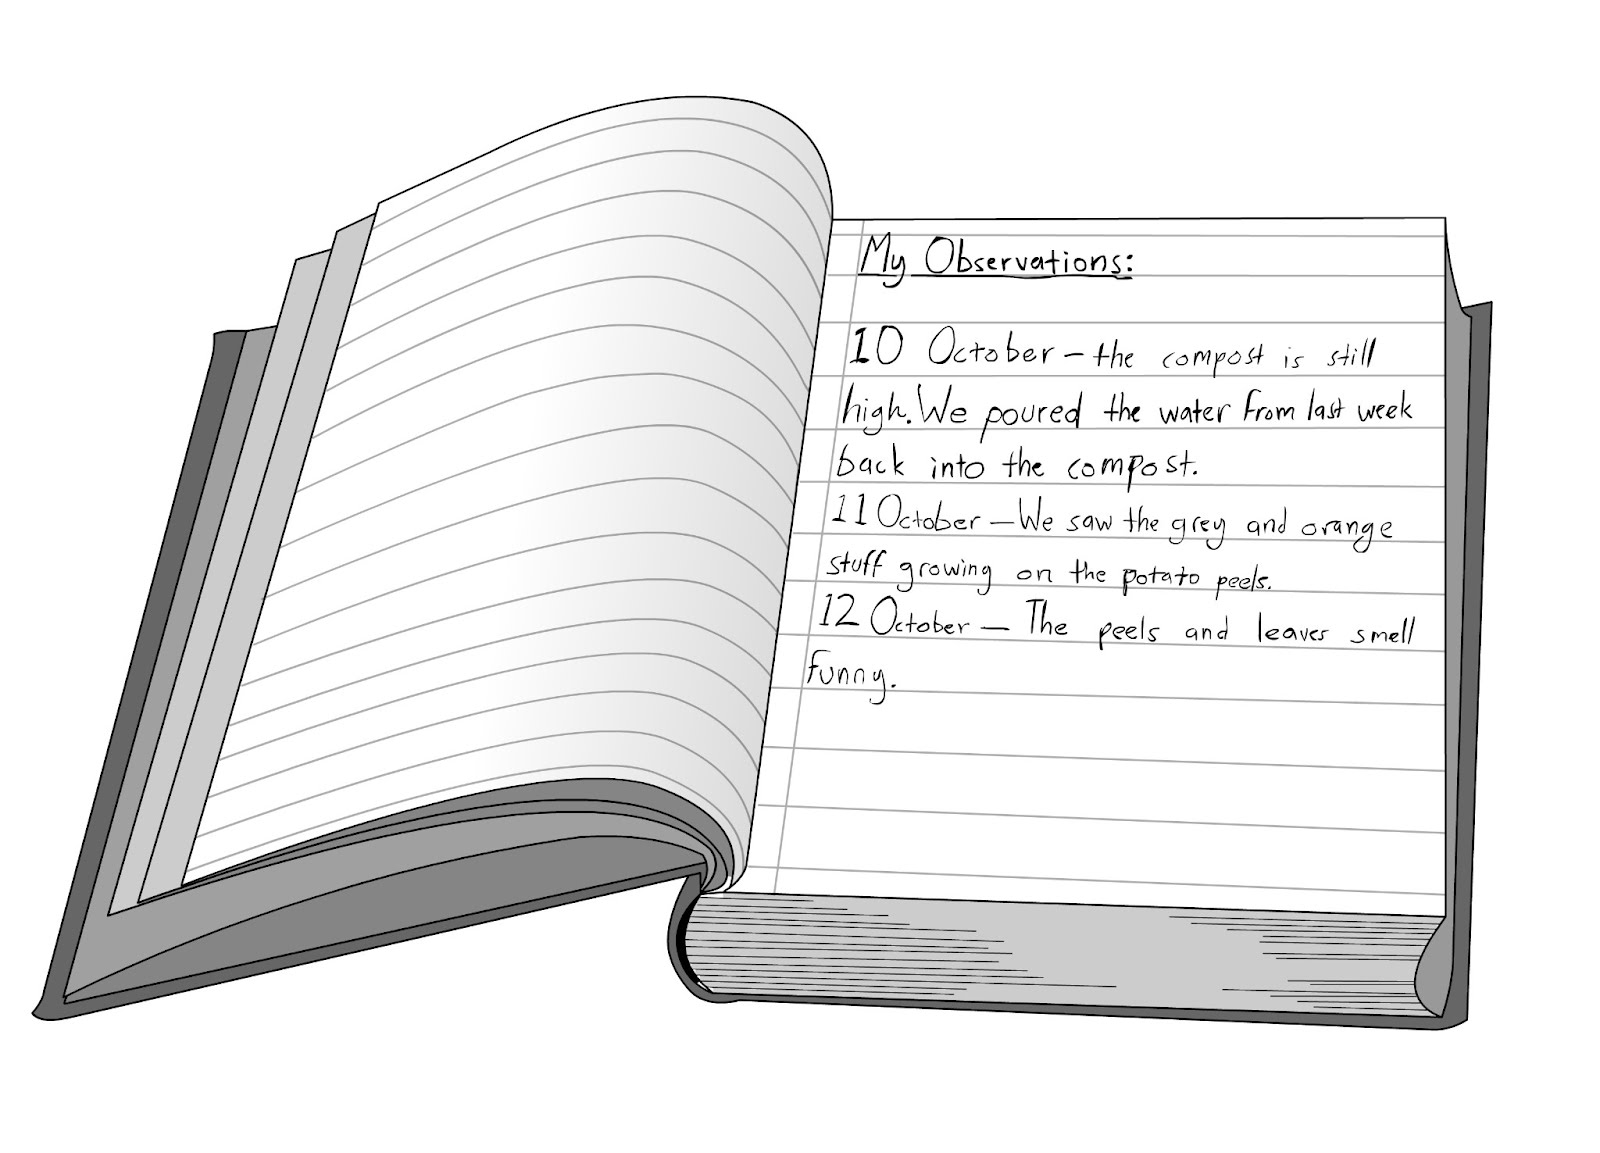 My Observations:
10 October – the compost is still
high. We poured the water from last week
back into the compost.
11 October – We saw the grey and orange
stuff growing on the potato peels.
12 October – The peels and leaves smell
funny.